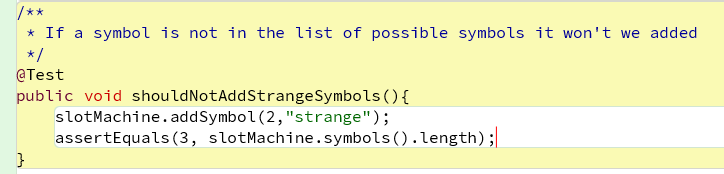 /**
 * If a symbol is not in the list of possible symbols it won't we added
 */
@Test
public void shouldNotAddStrangeSymbols(){
    slotMachine.addSymbol(2,"strange");
    assertEquals(3, slotMachine.symbols().length);
}